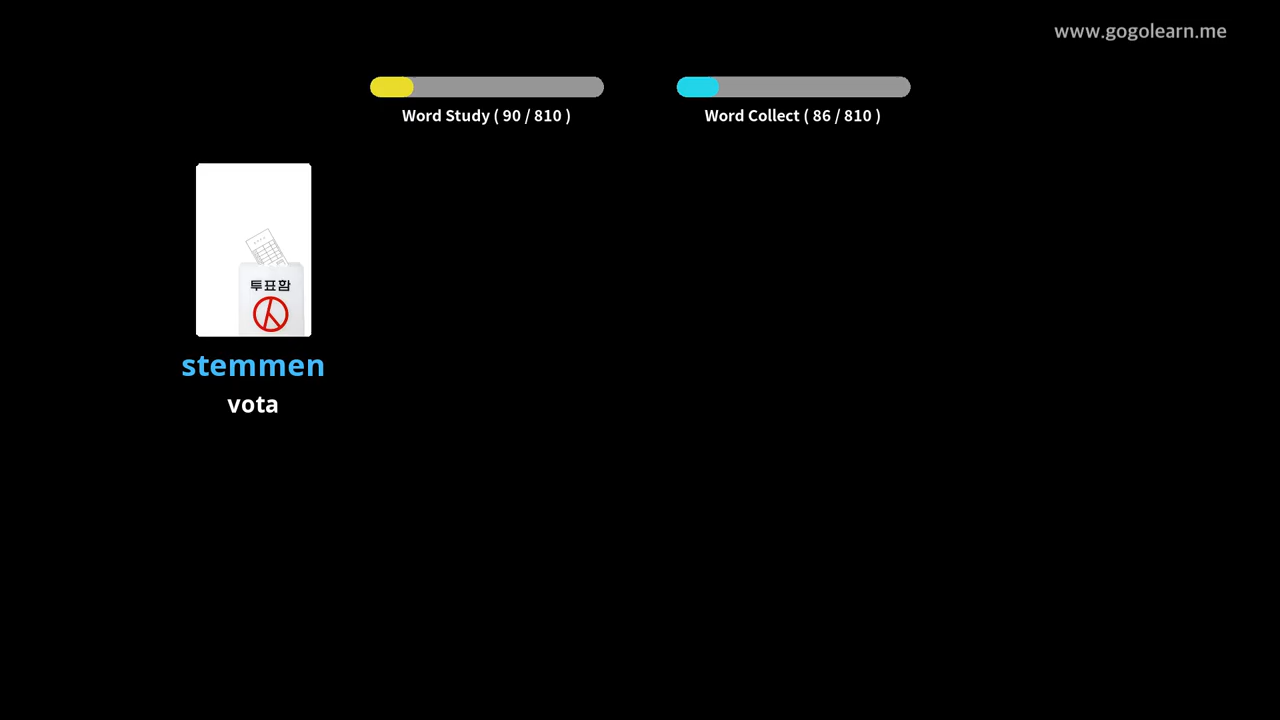 www.gogolearn.me
Word Study ( 90 / 810 )
Word Collect ( 86 / 810 )
투표함
stemmen
vota